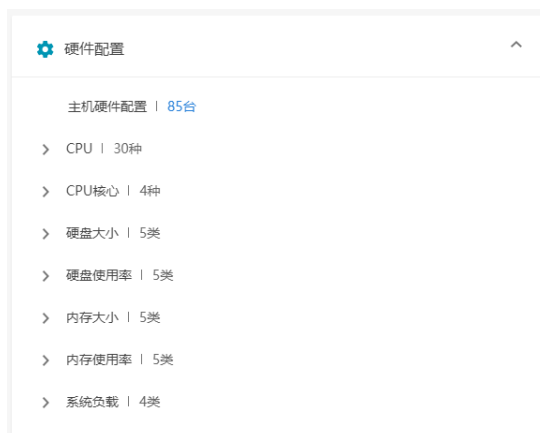 硬件配置
主机硬件配置 | 85台
CPU | 30种
CPU核心 | 4种
硬盘大小 | 5类
硬盘使用率 | 5类
内存大小 | 5类
内存使用率 | 5类
系统负载 | 4类